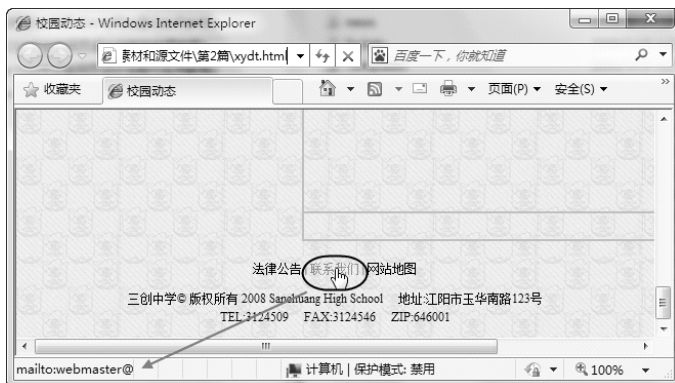 校园动态 - Windows Internet Explorer
素材和源文件\第2篇\xydt.html
百度一下,你就知道
收藏夹
校园动态
页面(P)
安全(S)
»
法律公告|联系我们|网站地图
三创中学© 版权所有 2008 Sanchuang High School 地址:江阳市玉华南路123号
TEL:3124509 FAX:3124546 ZIP:646001
mailto:webmaster@
计算机 | 保护模式: 禁用
100%